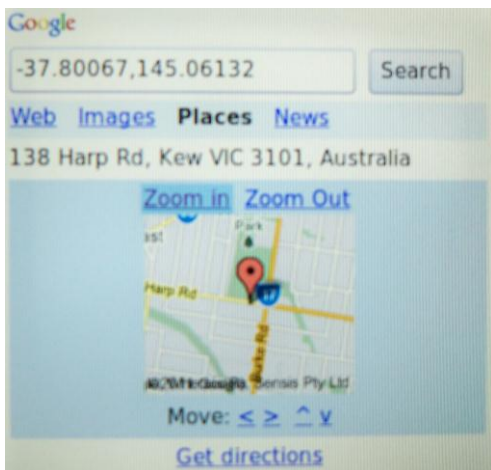 Google
-37.80067,145.06132 Search
Web Images Places News
138 Harp Rd, Kew VIC 3101, Australia
Zoom in Zoom Out
Park
Harp Rd
17
Burke Rd
Sensis Pty Ltd
Move: < > ^ v
Get directions